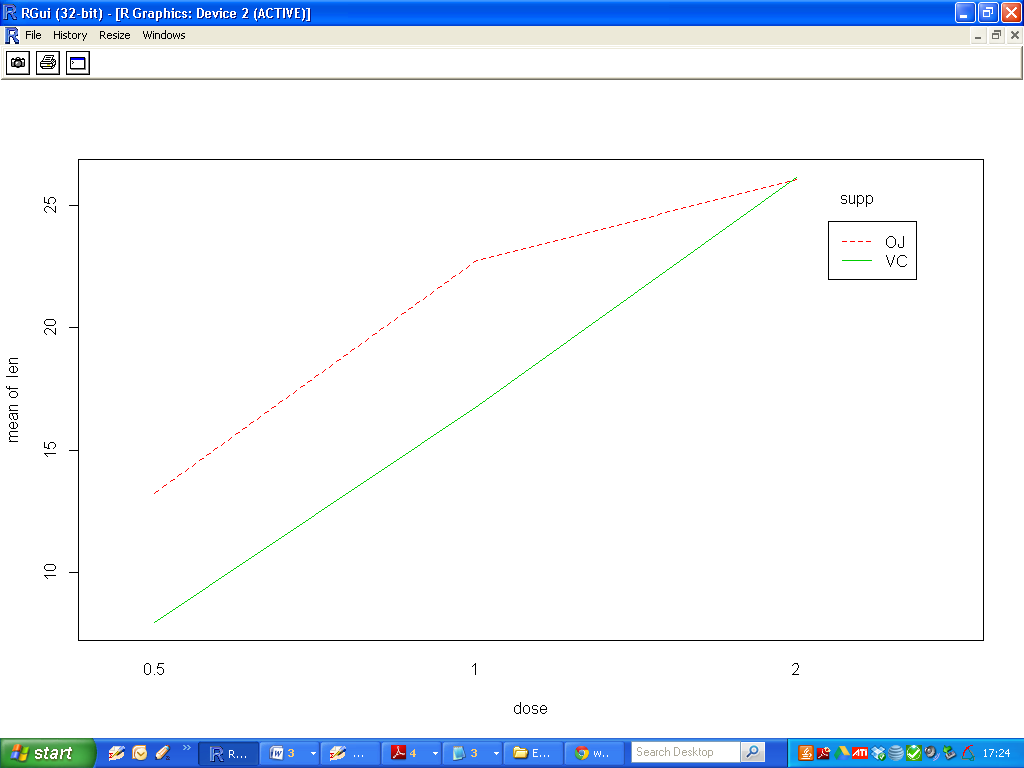 RGui (32-bit) - [R Graphics: Device 2 (ACTIVE)]
File History Resize Windows
supp
OJ
VC
25
20
15
10
mean of len
0.5 1 2
dose
start R... 3 ... 4 3 E... w... Search Desktop ATI 17:24